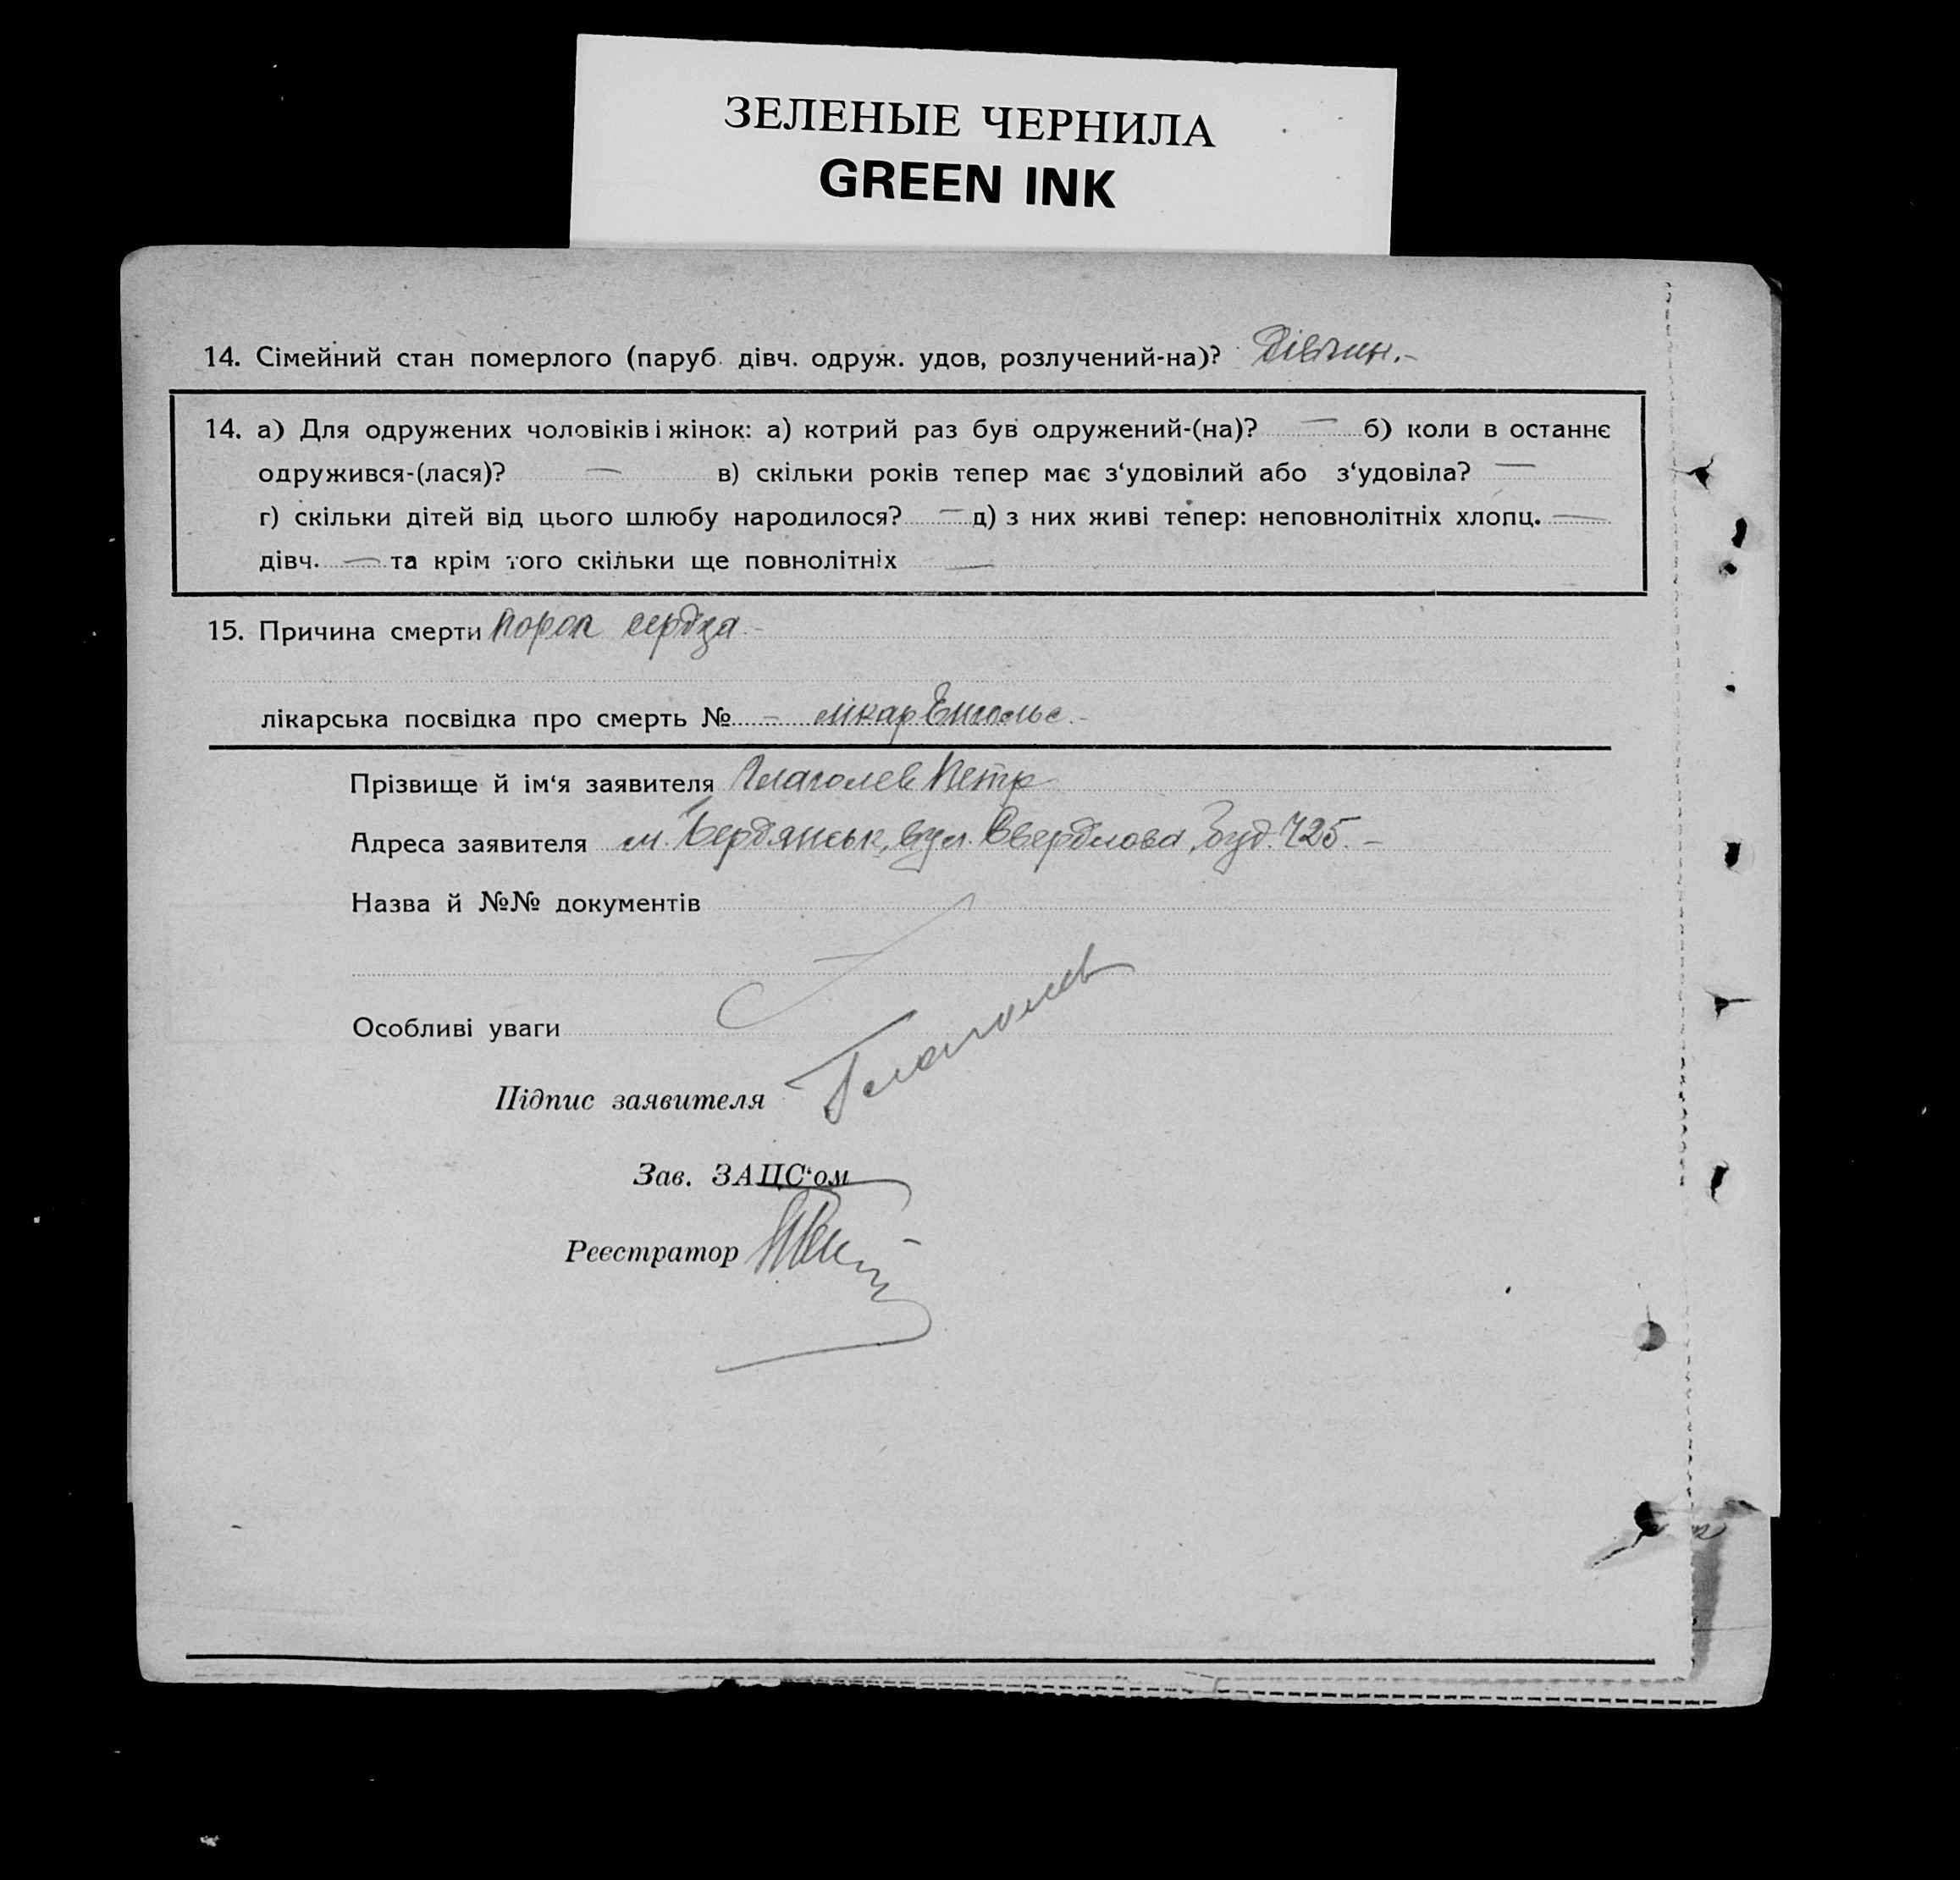 ЗЕЛЕНЫЕ ЧЕРНИЛА
GREEN INK
14. Сімейний стан померлого (паруб. дівч. одруж. удов, розлучений-на)? Дівчин.-
14. а) Для одружених чоловіків і жінок: а) котрий раз був одружений-(на)? — б) коли в останнє
одружився-(лася)? — в) скільки років тепер має з‘удовілий або з‘удовіла? —
г) скільки дітей від цього шлюбу народилося? — д) з них живі тепер: неповнолітніх хлопц. —
дівч. — та крім того скільки ще повнолітніх —
15. Причина смерти порок сердца -
лікарська посвідка про смерть № - лікар .-
Прізвище й ім‘я заявителя Глаголев Петр
Адреса заявителя м. Бердянськ, вул. Свердлова, буд. 125. -
Назва й №№ документів
Особливі уваги
Підпис заявителя Глаголев
Зав. ЗАЦС‘ом
Реєстратор